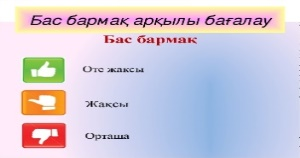 Бас бармақ арқылы бағалау
Бас бармақ
Өте жақсы
Жақсы
Орташа